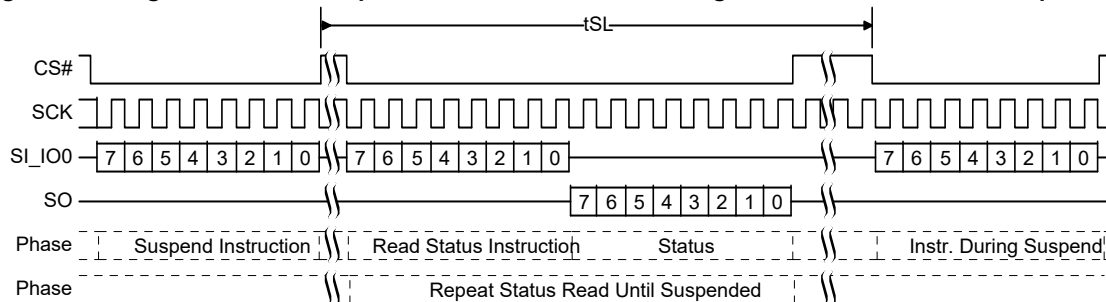 tSL
CS#
SCK
SI_IO0 7 6 5 4 3 2 1 0 7 6 5 4 3 2 1 0 7 6 5 4 3 2 1 0
SO 7 6 5 4 3 2 1 0
Phase Suspend Instruction Read Status Instruction Status Instr. During Suspend
Phase Repeat Status Read Until Suspended